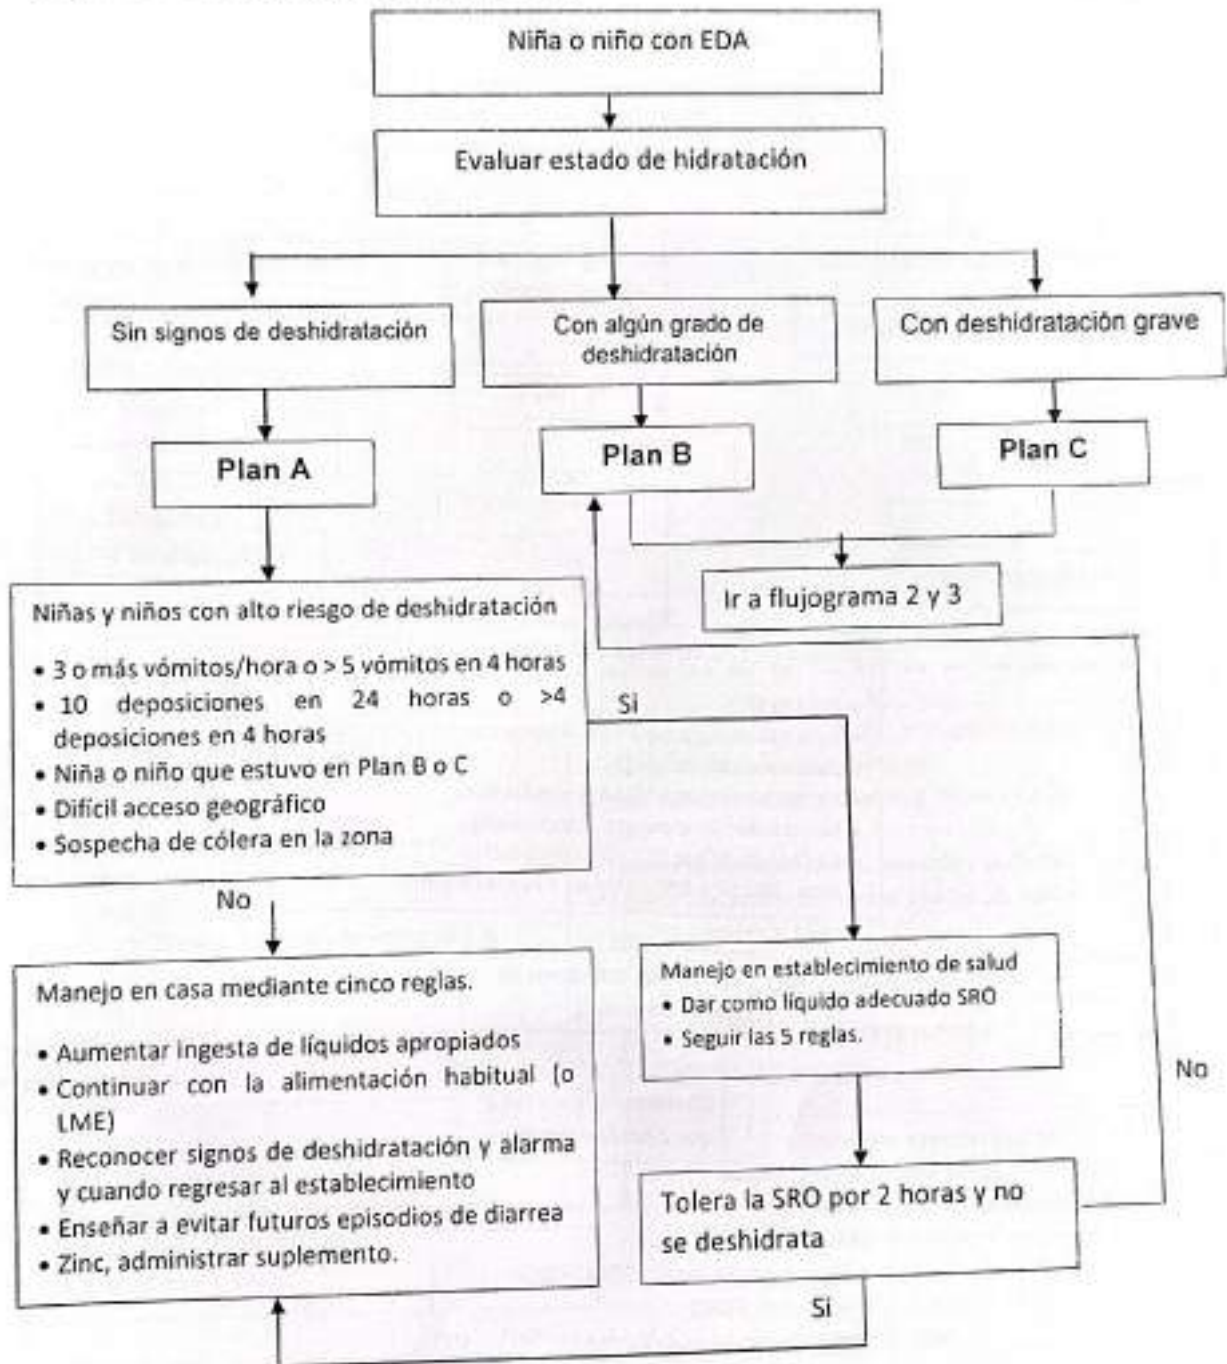 Niña o niño con EDA
Evaluar estado de hidratación
Sin signos de deshidratación
Con algún grado de
deshidratación
Con deshidratación grave
Plan A
Plan B
Plan C
Ir a flujograma 2 y 3
Niñas y niños con alto riesgo de deshidratación
• 3 o más vómitos/hora o > 5 vómitos en 4 horas
• 10 deposiciones en 24 horas o >4
deposiciones en 4 horas
• Niña o niño que estuvo en Plan B o C
• Difícil acceso geográfico
• Sospecha de cólera en la zona
Si
No
Manejo en casa mediante cinco reglas.
• Aumentar ingesta de líquidos apropiados
• Continuar con la alimentación habitual (o
LME)
• Reconocer signos de deshidratación y alarma
y cuando regresar al establecimiento
• Enseñar a evitar futuros episodios de diarrea
• Zinc, administrar suplemento.
Manejo en establecimiento de salud
• Dar como líquido adecuado SRO
• Seguir las 5 reglas.
No
Tolera la SRO por 2 horas y no
se deshidrata
Si